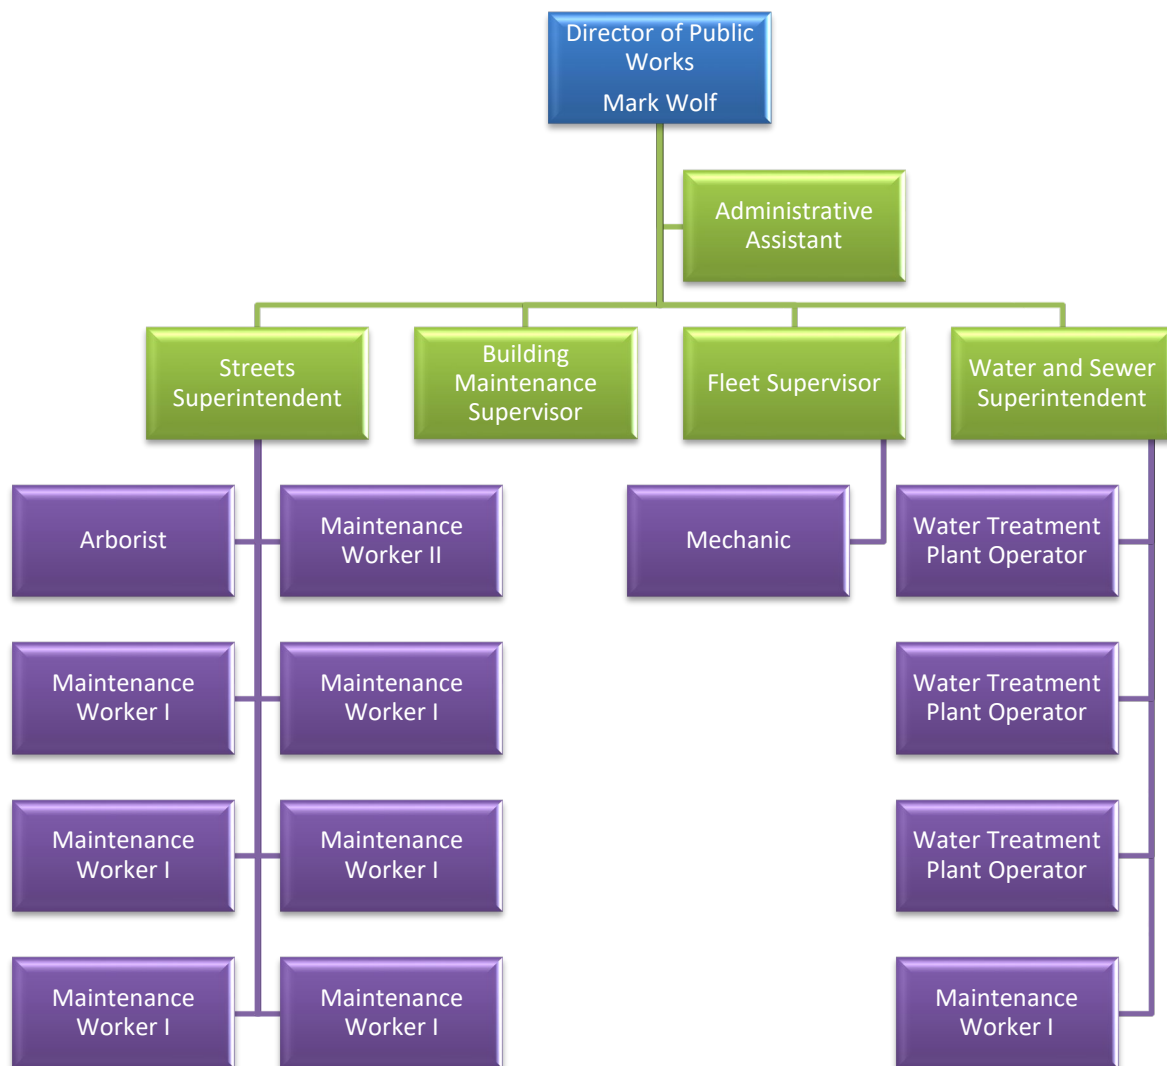 Director of Public
Works
Mark Wolf
Administrative
Assistant
Streets
Superintendent
Building
Maintenance
Supervisor
Fleet Supervisor
Water and Sewer
Superintendent
Arborist
Maintenance
Worker II
Mechanic
Water Treatment
Plant Operator
Maintenance
Worker I
Maintenance
Worker I
Water Treatment
Plant Operator
Maintenance
Worker I
Maintenance
Worker I
Water Treatment
Plant Operator
Maintenance
Worker I
Maintenance
Worker I
Maintenance
Worker I